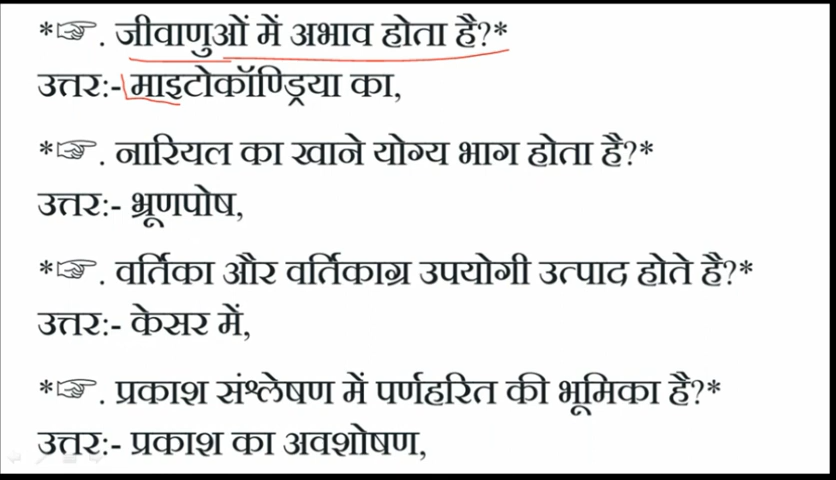 *☞. जीवाणुओं में अभाव होता है?*
उत्तर:- माइटोकॉण्ड्रिया का,
*☞. नारियल का खाने योग्य भाग होता है?*
उत्तर:- भ्रूणपोष,
*☞. वर्तिका और वर्तिकाग्र उपयोगी उत्पाद होते है?*
उत्तर:- केसर में,
*☞. प्रकाश संश्लेषण में पर्णहरित की भूमिका है?*
उत्तर:- प्रकाश का अवशोषण,